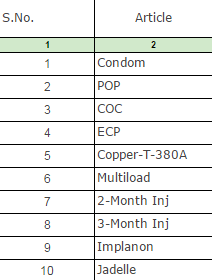 S.No. Article
1 2
1 Condom
2 POP
3 COC
4 ECP
5 Copper-T-380A
6 Multiload
7 2-Month Inj
8 3-Month Inj
9 Implanon
10 Jadelle